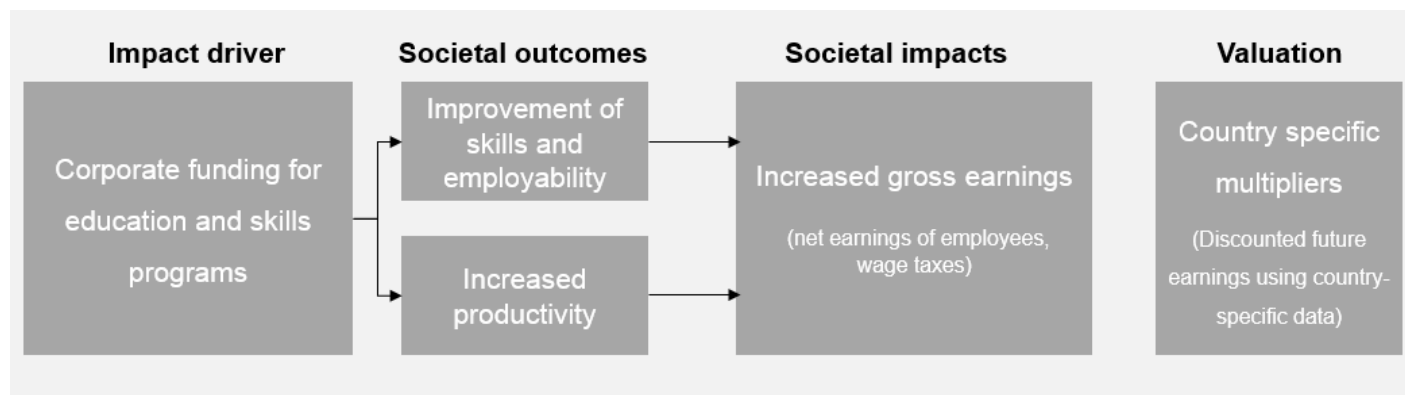 Impact driver
Societal outcomes
Societal impacts
Valuation
Corporate funding for
education and skills
programs
Improvement of
skills and
employability
Increased
productivity
Increased gross earnings
(net earnings of employees,
wage taxes)
Country specific
multipliers
(Discounted future
earnings using country-
specific data)